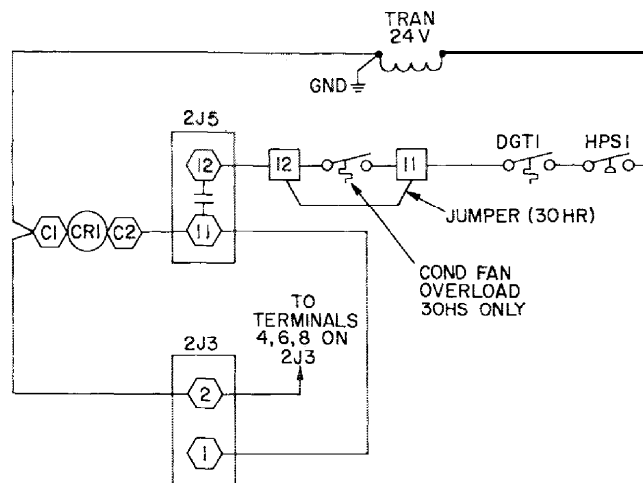 TRAN
24V
GND
2J5
DGT1
HPS1
12
12
11
JUMPER (30HR)
C1
CR1
C2
11
COND FAN
OVERLOAD
30HS ONLY
TO
TERMINALS
4,6,8 ON
2J3
2J3
2
1